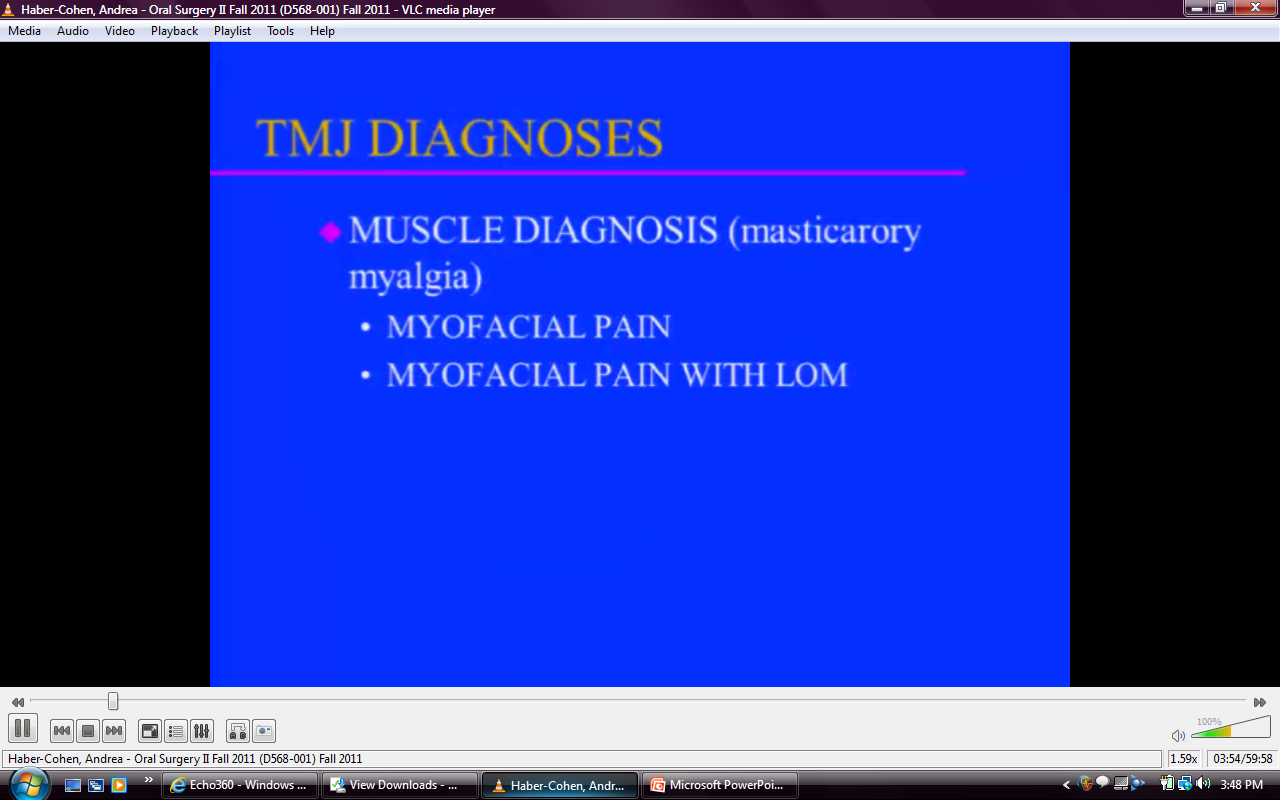 Haber-Cohen, Andrea - Oral Surgery II Fall 2011 (D568-001) Fall 2011 - VLC media player
Media Audio Video Playback Playlist Tools Help
TMJ DIAGNOSES
MUSCLE DIAGNOSIS (masticarory
myalgia)
• MYOFACIAL PAIN
• MYOFACIAL PAIN WITH LOM
100%
Haber-Cohen, Andrea - Oral Surgery II Fall 2011 (D568-001) Fall 2011 1.59x 03:54/59:58
Echo360 - Windows ... View Downloads - ... Haber-Cohen, Andr... Microsoft PowerPoi... 3:48 PM